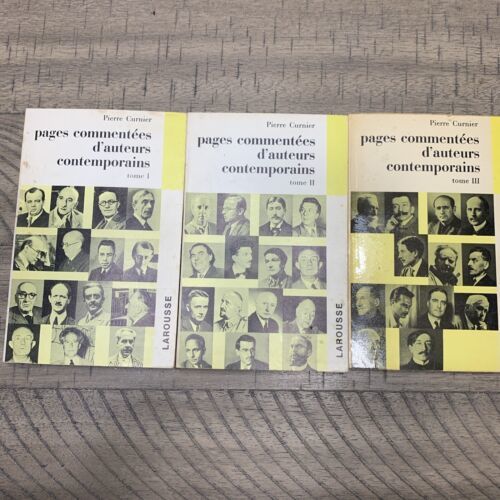 Pierre Curnier
pages commentées
d'auteurs
contemporains
tome I
LAROUSSE
Pierre Curnier
pages commentées
d'auteurs
contemporains
tome II
LAROUSSE
Pierre Curnier
pages commentées
d'auteurs
contemporains
tome III